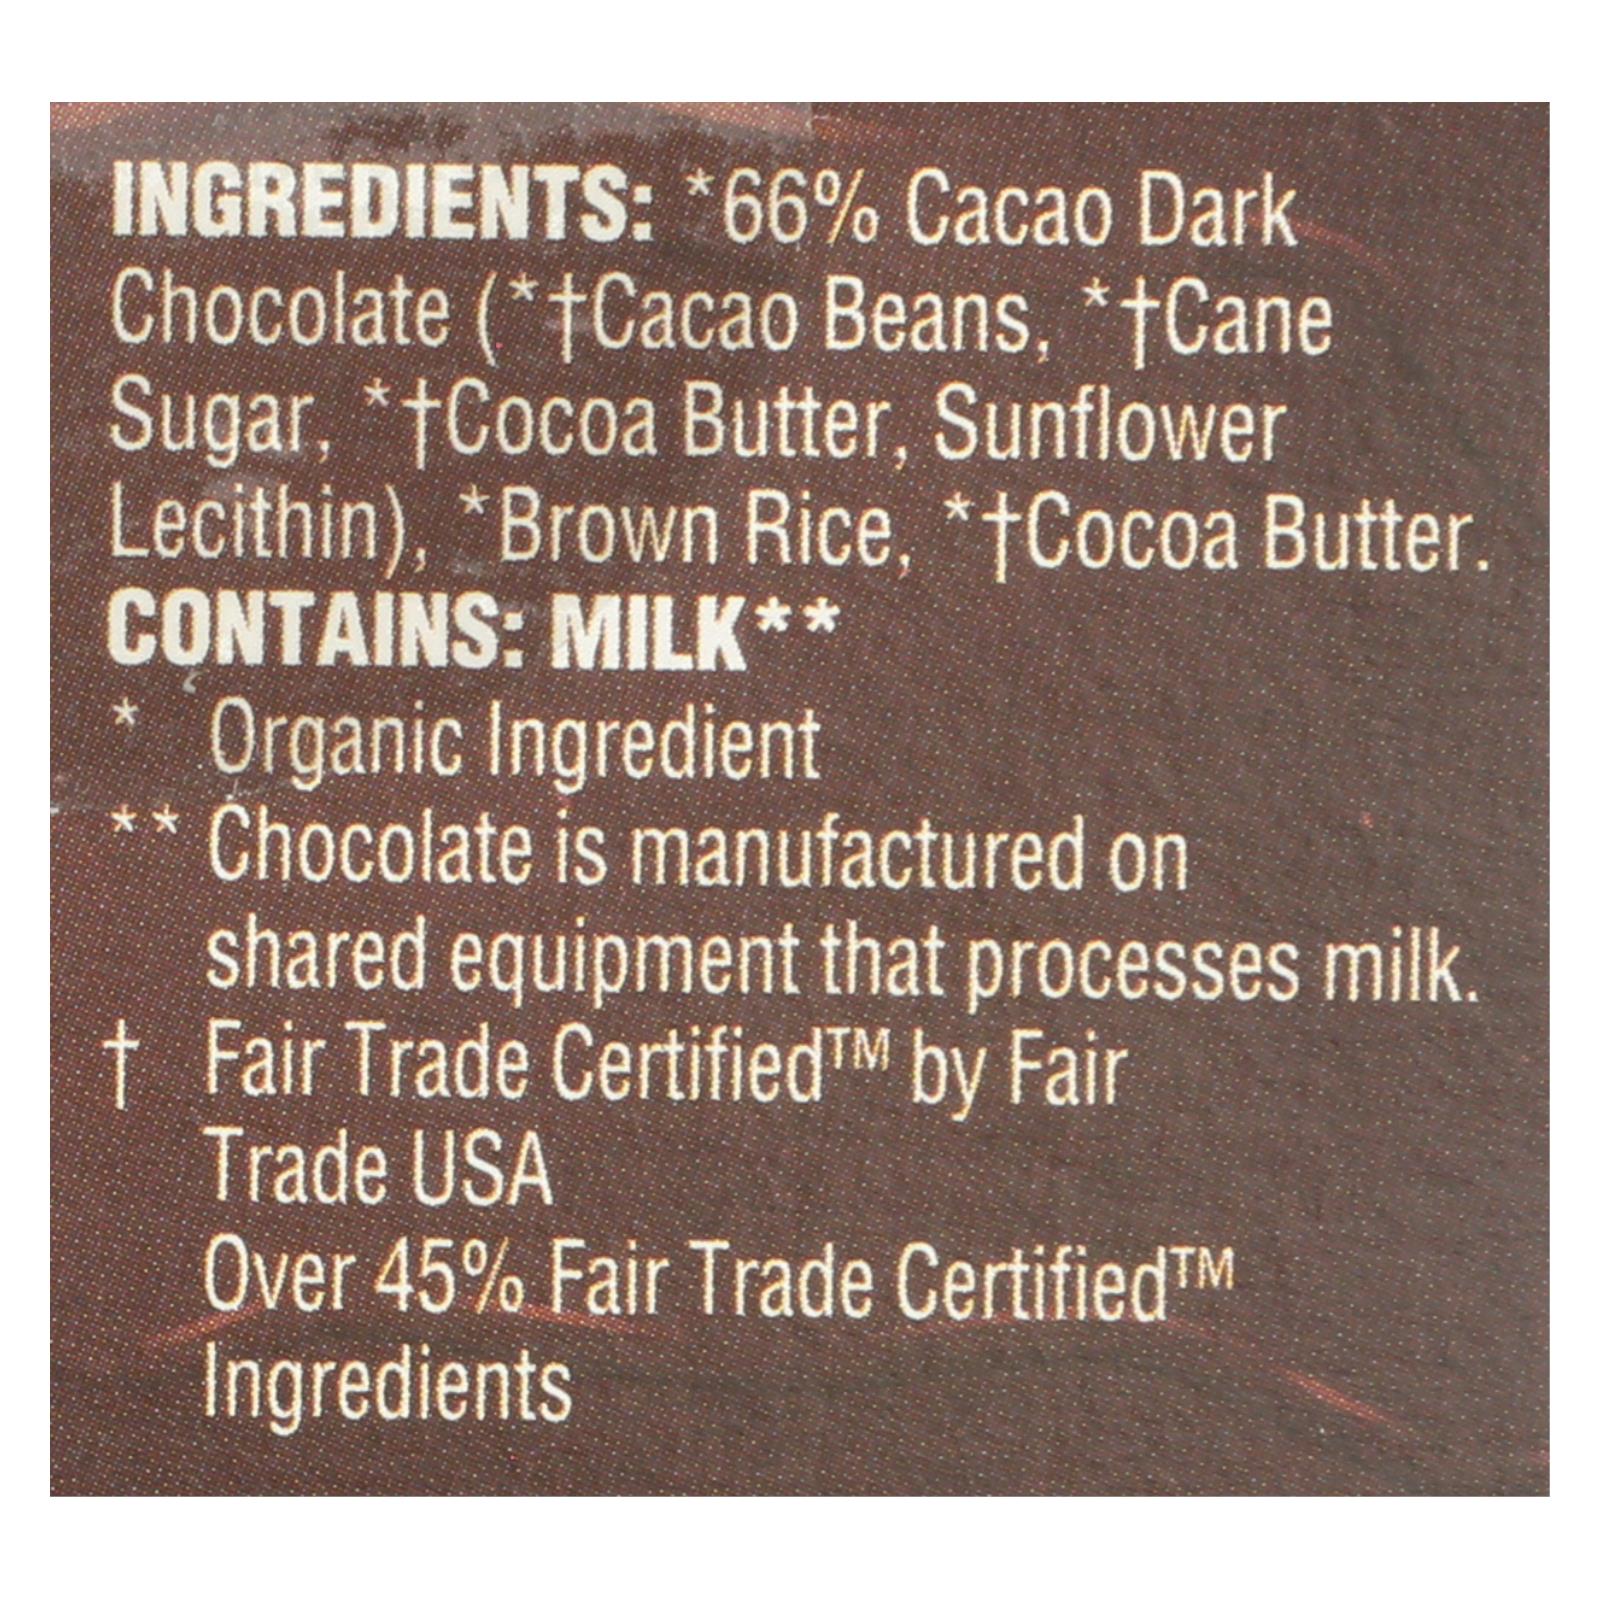 INGREDIENTS: *66% Cacao Dark
Chocolate (*†Cacao Beans, *†Cane
Sugar, *†Cocoa Butter, Sunflower
Lecithin), *Brown Rice, *†Cocoa Butter.
CONTAINS: MILK**
* Organic Ingredient
** Chocolate is manufactured on
shared equipment that processes milk.
† Fair Trade Certified™ by Fair
Trade USA
Over 45% Fair Trade Certified™
Ingredients